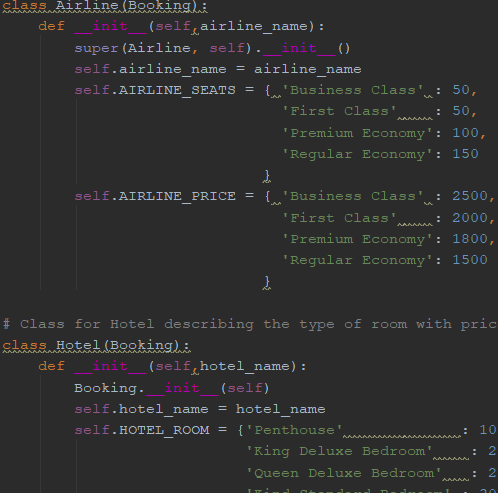 class Airline(Booking):
    def __init__(self,airline_name):
        super(Airline, self).__init__()
        self.airline_name = airline_name
        self.AIRLINE_SEATS = { 'Business Class' : 50,
                               'First Class'    : 50,
                               'Premium Economy': 100,
                               'Regular Economy': 150
                             }
        self.AIRLINE_PRICE = { 'Business Class' : 2500,
                               'First Class'    : 2000,
                               'Premium Economy': 1800,
                               'Regular Economy': 1500
                             }
# Class for Hotel describing the type of room with pric
class Hotel(Booking):
    def __init__(self,hotel_name):
        Booking.__init__(self)
        self.hotel_name = hotel_name
        self.HOTEL_ROOM = {'Penthouse'             : 10
                           'King Deluxe Bedroom'    : 2
                           'Queen Deluxe Bedroom'   : 2